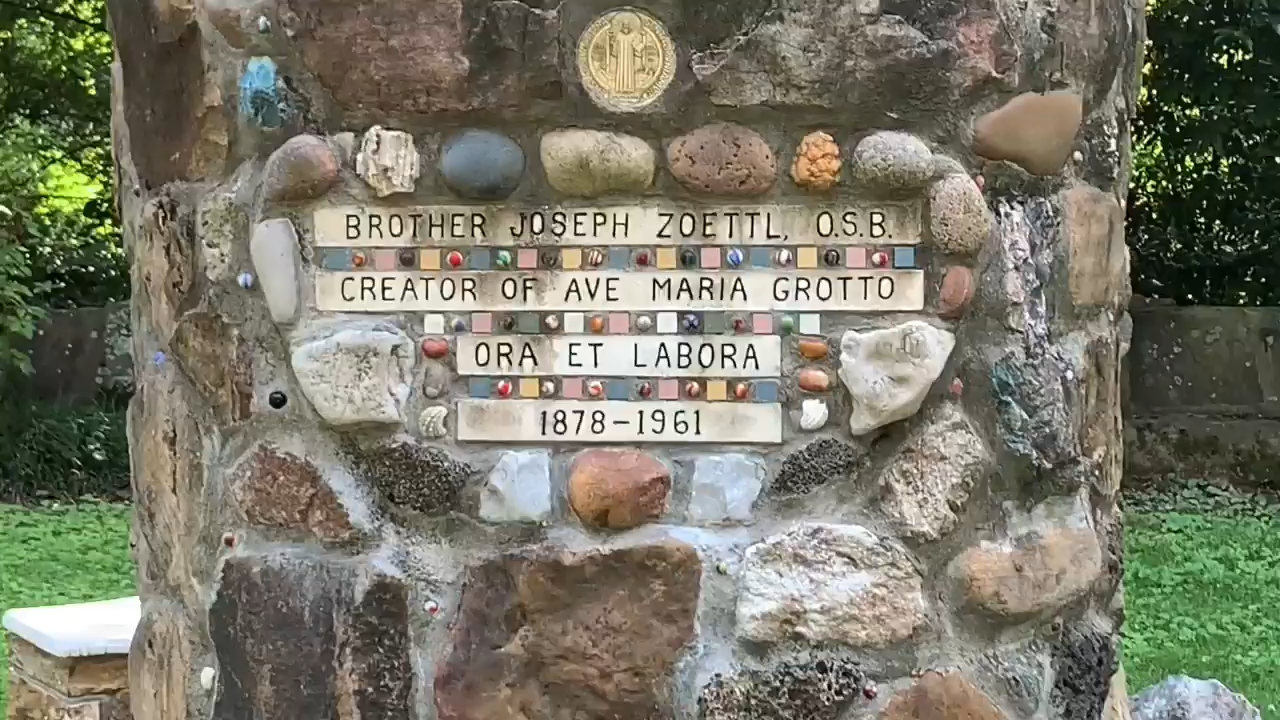 BROTHER JOSEPH ZOETTL, O.S.B.
CREATOR OF AVE MARIA GROTTO
ORA ET LABORA
1878-1961